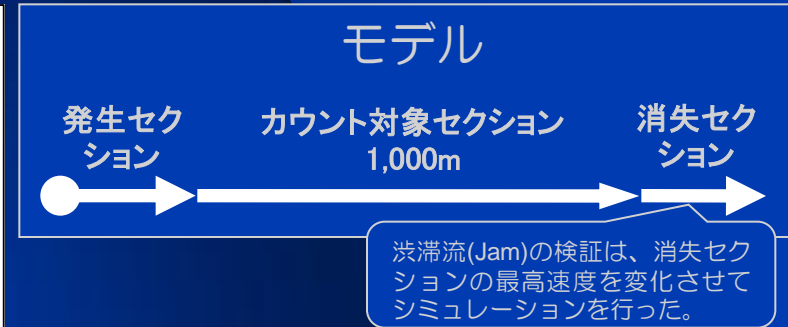 モデル
発生セク
ション
カウント対象セクション
1,000m
消失セク
ション
渋滞流(Jam)の検証は、消失セク
ションの最高速度を変化させて
シミュレーションを行った。